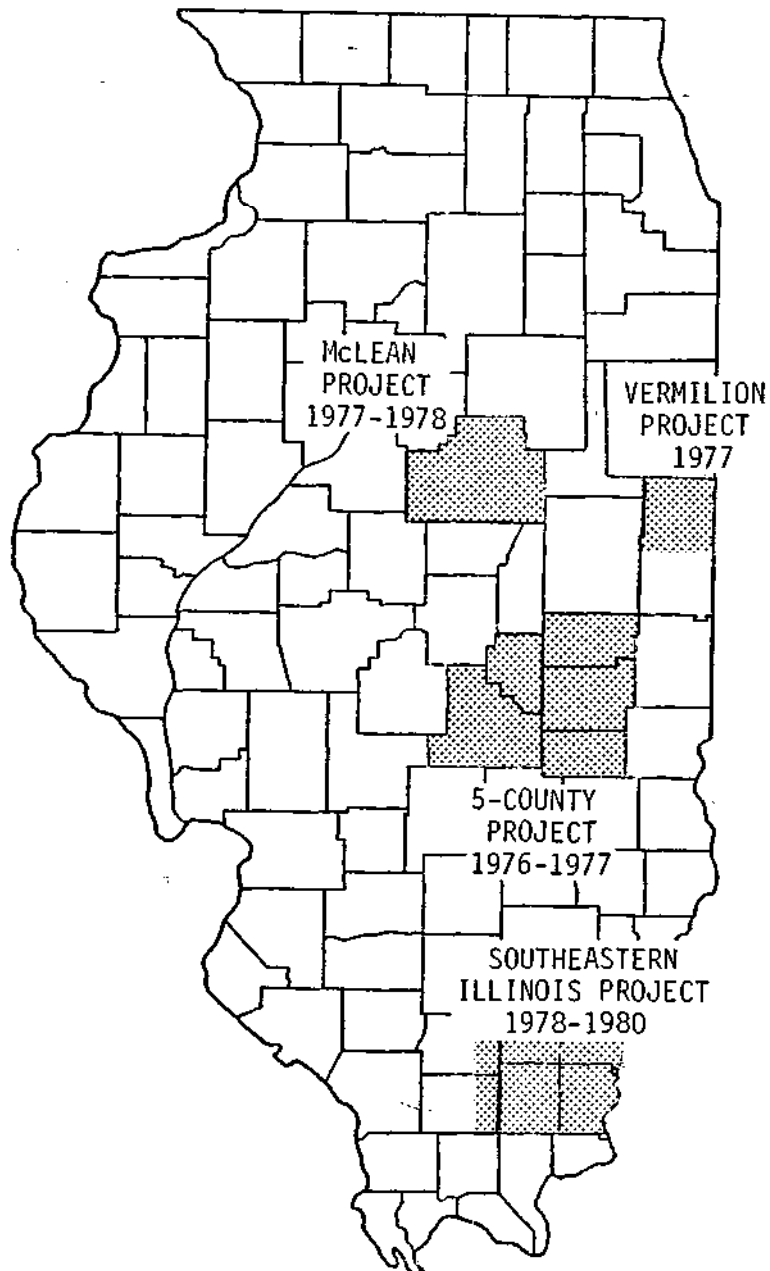 McLEAN
PROJECT
1977-1978
VERMILION
PROJECT
1977
5-COUNTY
PROJECT
1976-1977
SOUTHEASTERN
ILLINOIS PROJECT
1978-1980